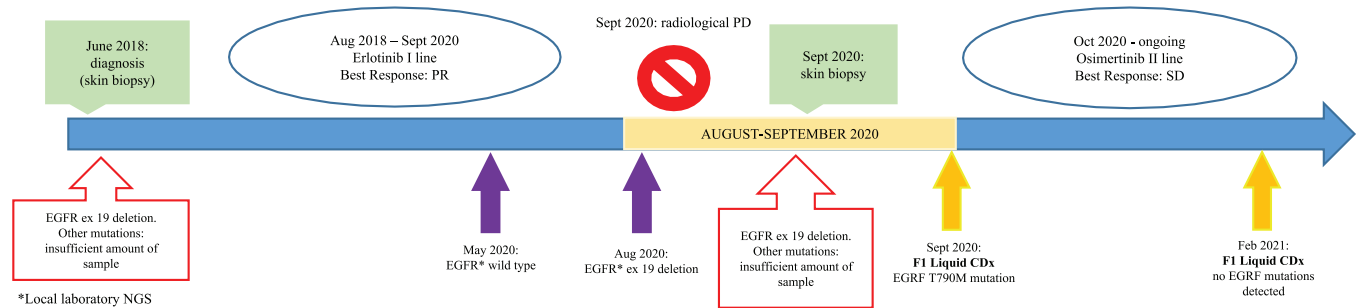 June 2018:
diagnosis
(skin biopsy)
Aug 2018 – Sept 2020
Erlotinib I line
Best Response: PR
Sept 2020: radiological PD
Sept 2020:
skin biopsy
Oct 2020 - ongoing
Osimertinib II line
Best Response: SD
AUGUST-SEPTEMBER 2020
EGFR ex 19 deletion.
Other mutations:
insufficient amount of
sample
May 2020:
EGFR* wild type
Aug 2020:
EGFR* ex 19 deletion
EGFR ex 19 deletion.
Other mutations:
insufficient amount of
sample
Sept 2020:
F1 Liquid CDx
EGRF T790M mutation
Feb 2021:
F1 Liquid CDx
no EGRF mutations
detected
*Local laboratory NGS